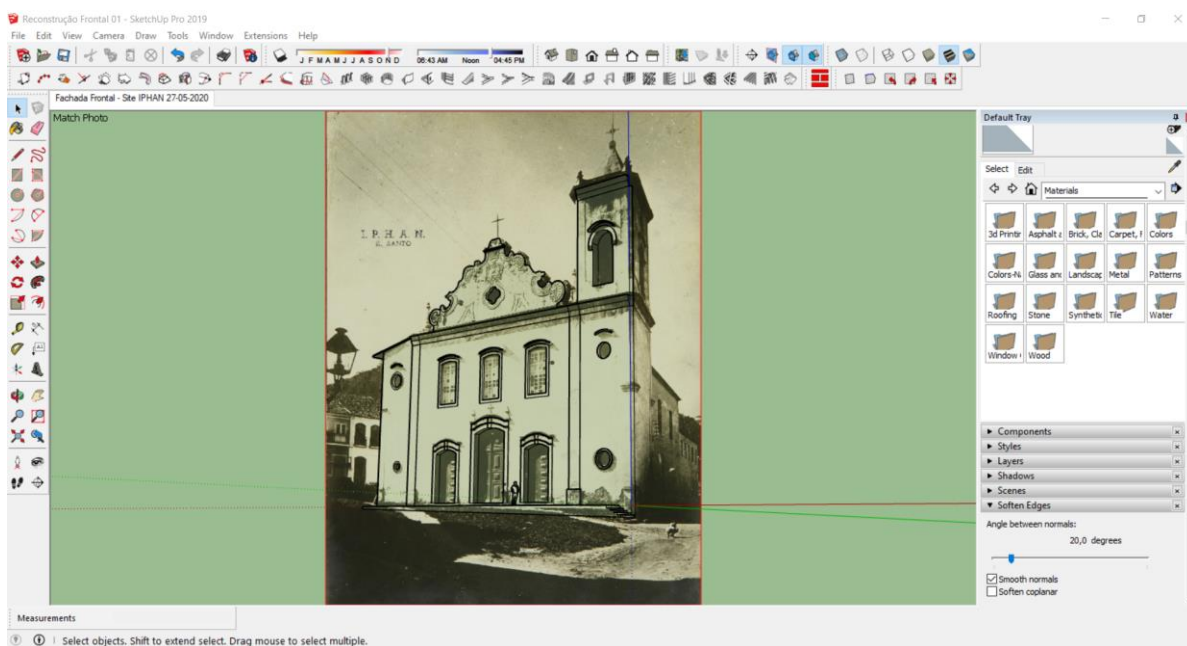 Reconstrução Frontal 01 - SketchUp Pro 2019
File Edit View Camera Draw Tools Window Extensions Help
J F M A M J J A S O N D 06:43 AM Noon 04:45 PM
Fachada Frontal - Site IPHAN 27-05-2020
Match Photo
I. P. H. A. N.
E. SANTO
Default Tray
Select Edit
Materials
3d Printir Asphalt a Brick, Cla Carpet, F Colors
Colors-Na Glass and Landscap Metal Patterns
Roofing Stone Synthetic Tile Water
Window Wood
Components
Styles
Layers
Shadows
Scenes
Soften Edges
Angle between normals:
20,0 degrees
Smooth normals
Soften coplanar
Measurements
Select objects. Shift to extend select. Drag mouse to select multiple.